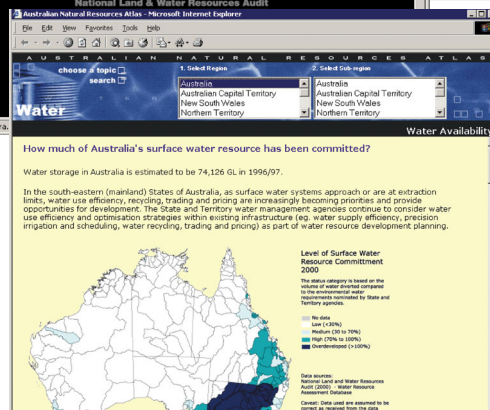 National Land & Water Resources Audit
Australian Natural Resources Atlas - Microsoft Internet Explorer
File Edit View Favorites Tools Help
AUSTRALIAN NATURAL RESOURCES ATLAS
choose a topic
search
1. Select Region
2. Select Sub-region
Australia
Australian Capital Territory
New South Wales
Northern Territory
Australia
Australian Capital Territory
New South Wales
Northern Territory
Water
ra.
Water Availability
How much of Australia's surface water resource has been committed?
Water storage in Australia is estimated to be 74,126 GL in 1996/97.
In the south-eastern (mainland) States of Australia, as surface water systems approach or are at extraction
limits, water use efficiency, recycling, trading and pricing are increasingly becoming priorities and provide
opportunities for development. The State and Territory water management agencies continue to consider water
use efficiency and optimisation strategies within existing infrastructure (eg. water supply efficiency, precision
irrigation and scheduling, water recycling, trading and pricing) as part of water resource development planning.
Level of Surface Water
Resource Committment
2000
The status category is based on the
volume of water diverted compared
to the environmental water
requirements nominated by State and
Territory agencies.
No data
Low (<30%)
Medium (30 to 70%)
High (70% to 100%)
Overdeveloped (>100%)
Data sources:
National Land and Water Resources
Audit (2000) - Water Resource
Assessment Database
Caveat: Data used are assumed to be
correct as received from the data